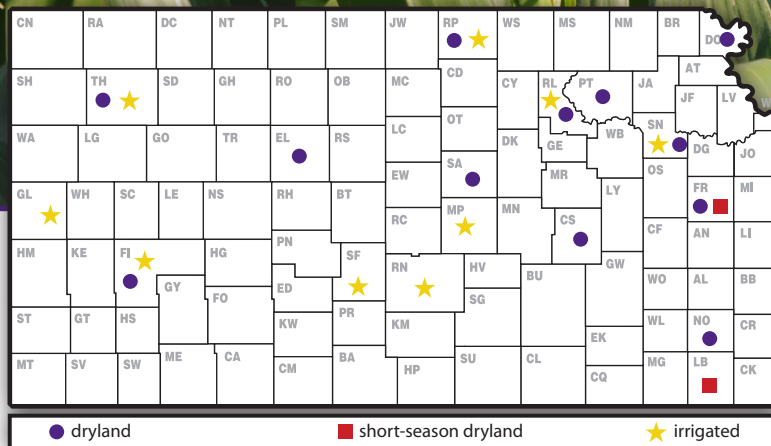 CN RA DC NT PL SM JW RP WS MS NM BR DO
SH TH SD GH RO OB MC CD CY RL PT JA AT JF LV W
WA LG GO TR EL RS LC OT DK GE WB SN DG JO
GL WH SC LE NS RH BT EW SA MR LY OS FR MI
HM KE FI HG PN SF RC MP MN CS CF AN LI
GY FO ED RN HV BU GW WO AL BB
ST GT HS KW PR KM SG EK WL NO CR
MT SV SW ME CA CM BA HP SU CL CQ MG LB CK
dryland short-season dryland irrigated